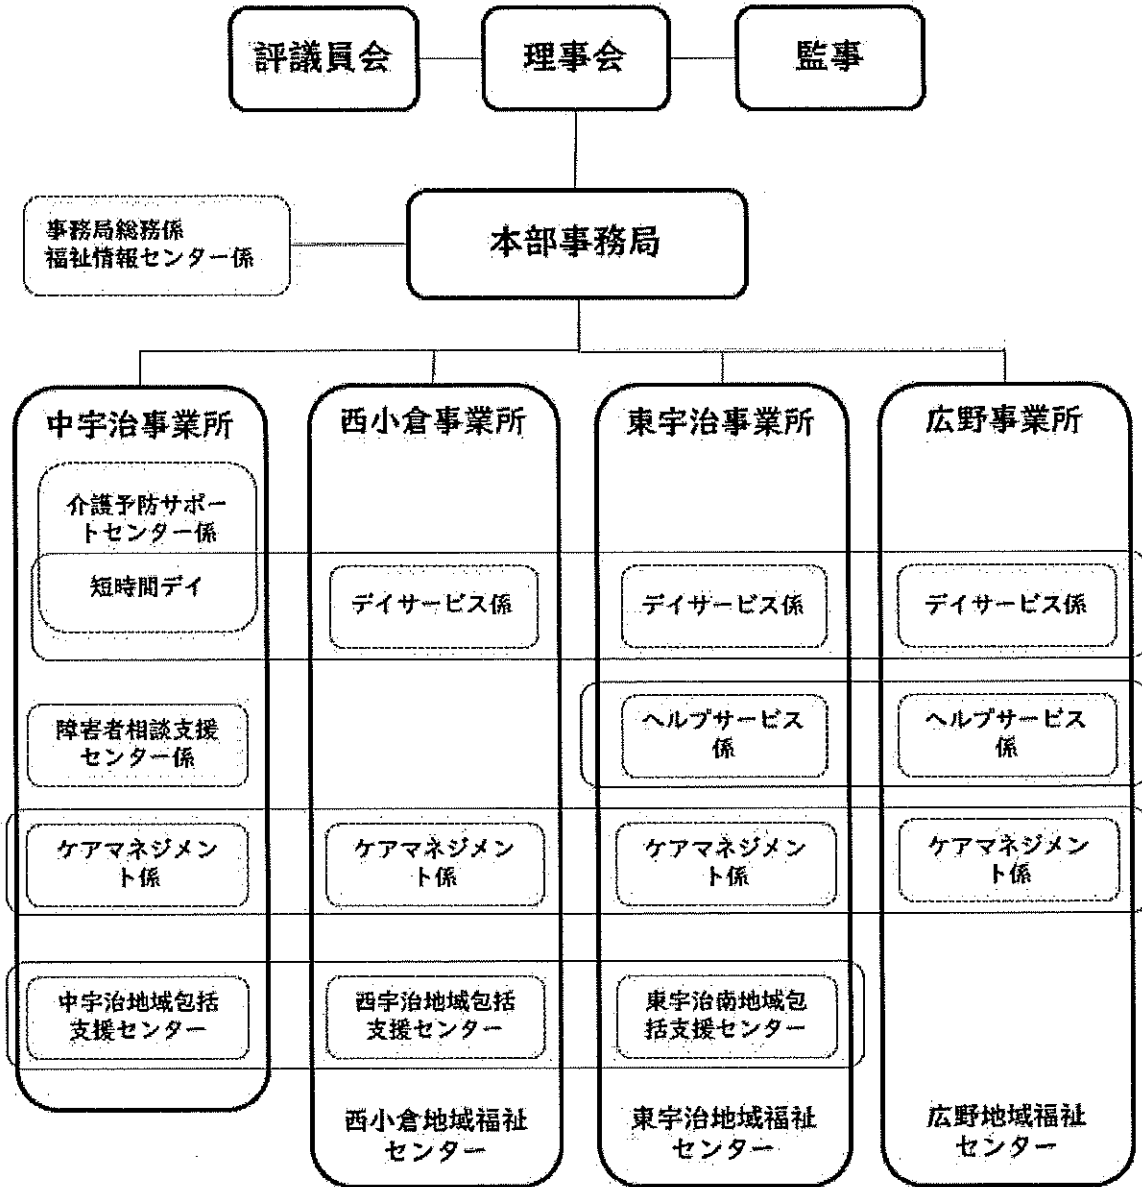 評議員会
理事会
監事
事務局総務係
福祉情報センター係
本部事務局
中宇治事業所
西小倉事業所
東宇治事業所
広野事業所
介護予防サポー
トセンター係
短時間デイ
デイサービス係
デイサービス係
デイサービス係
障害者相談支援
センター係
ヘルプサービス
係
ヘルプサービス
係
ケアマネジメン
ト係
ケアマネジメン
ト係
ケアマネジメン
ト係
ケアマネジメン
ト係
中宇治地域包括
支援センター
西宇治地域包括
支援センター
東宇治南地域包
括支援センター
西小倉地域福祉
センター
東宇治地域福祉
センター
広野地域福祉
センター